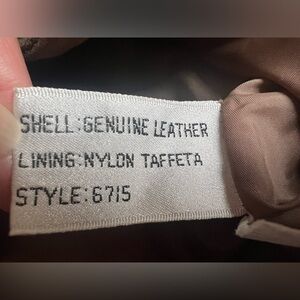 SHELL:GENUINE LEATHER
LINING:NYLON TAFFETA
STYLE:6715